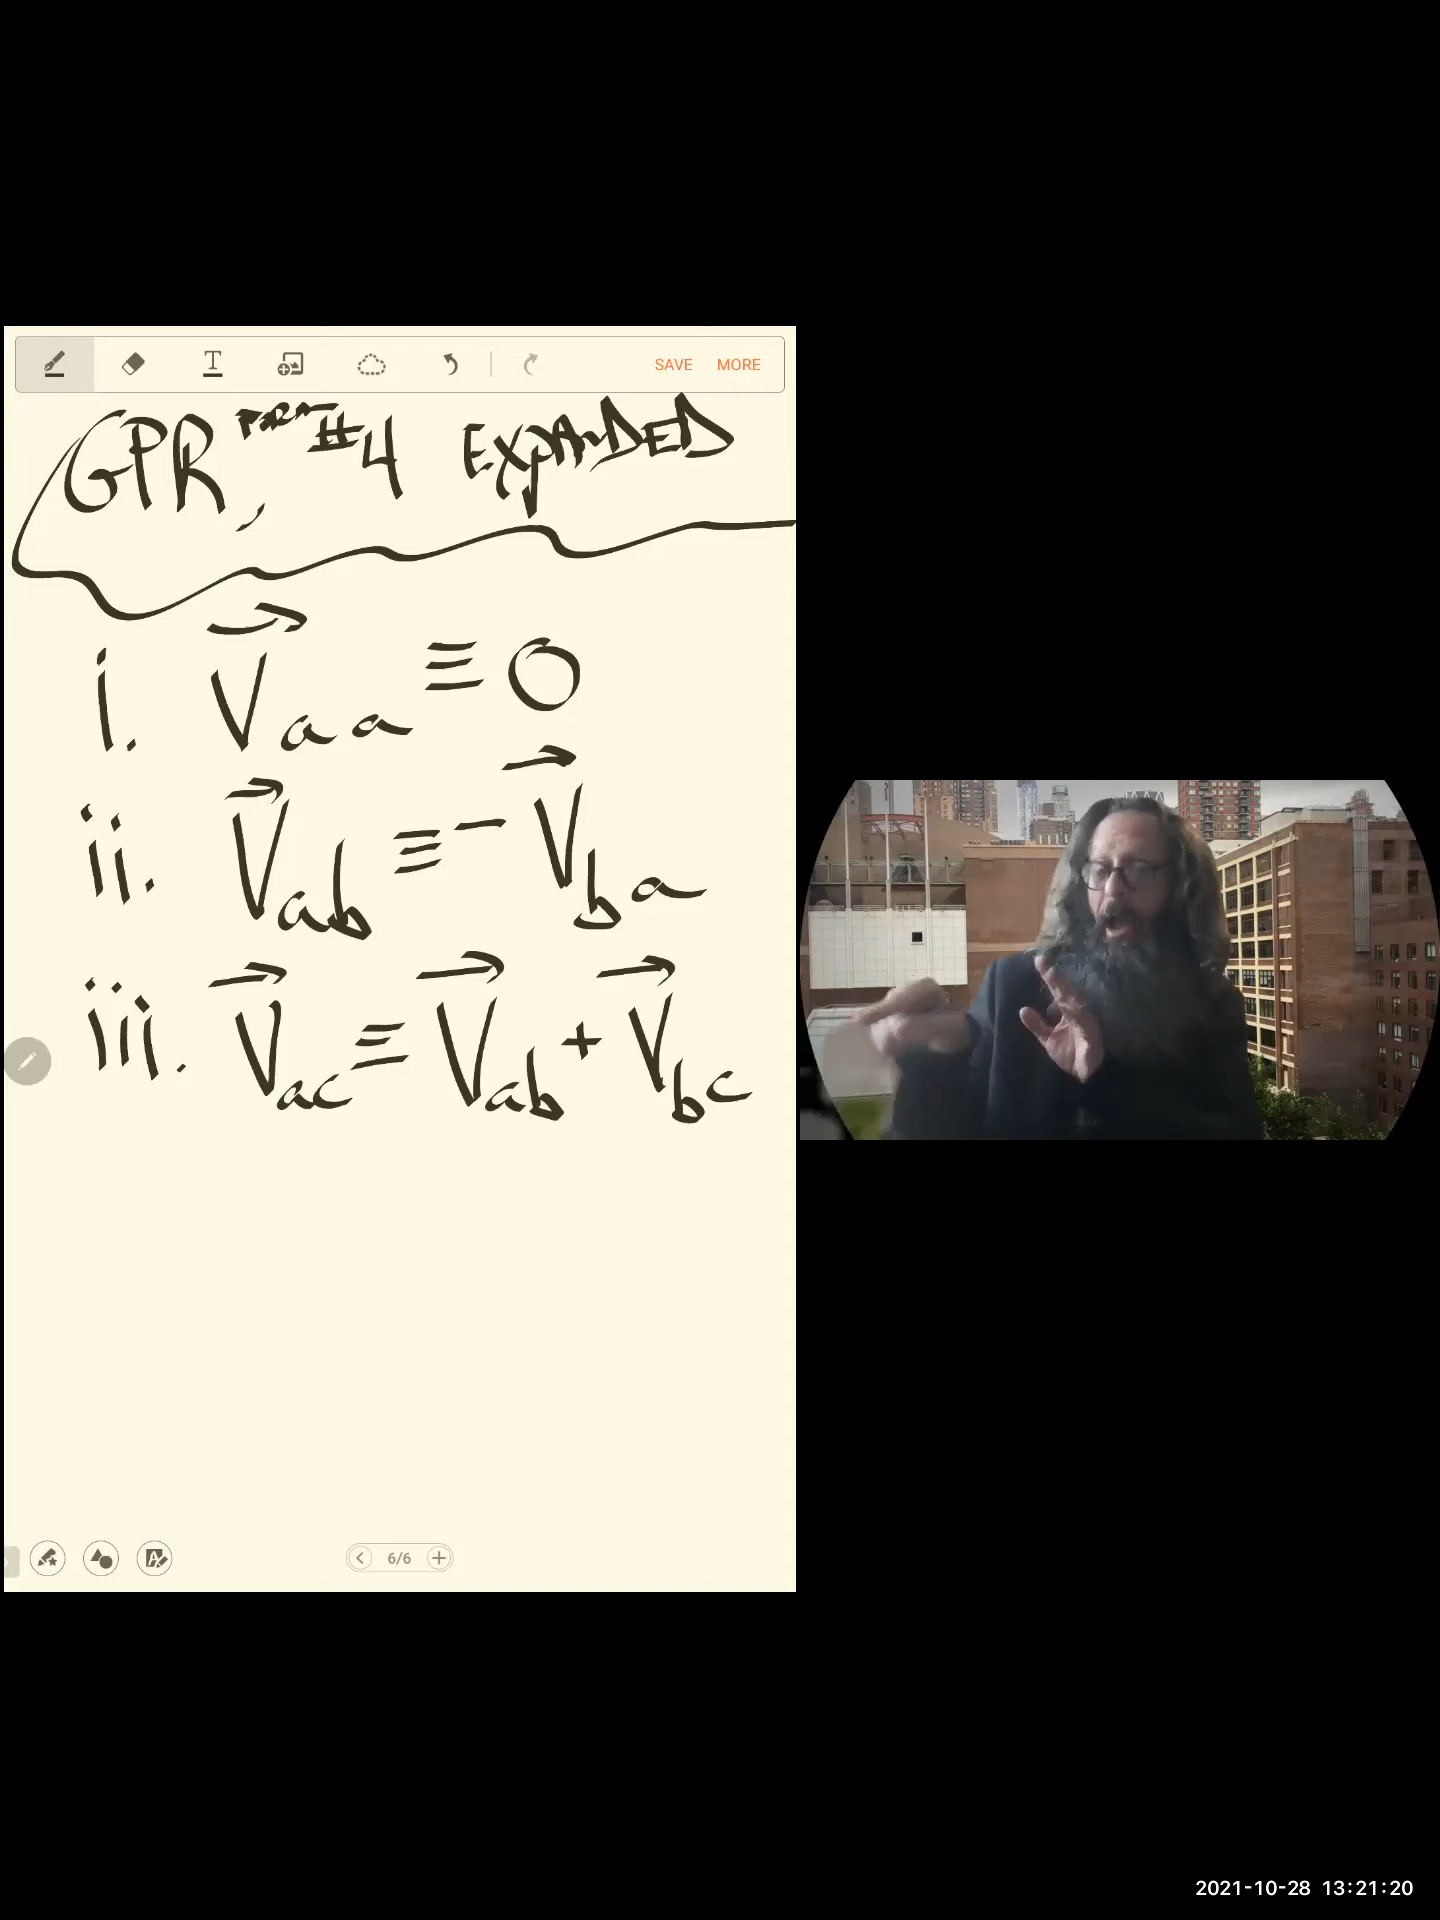 T SAVE MORE
GPR, FORM #4 EXPANDED
i. V⃗aa ≡ 0
ii. V⃗ab ≡ - V⃗ba
iii. V⃗ac ≡ V⃗ab + V⃗bc
6/6
2021-10-28 13:21:20